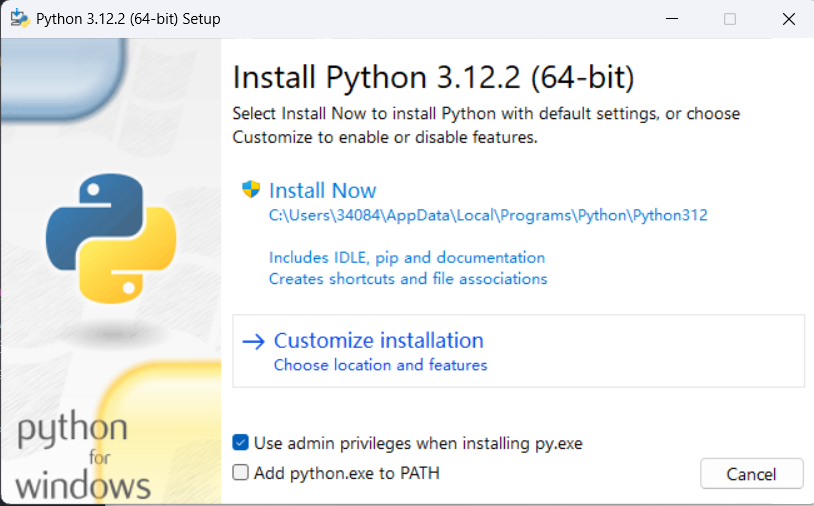 Python 3.12.2 (64-bit) Setup
Install Python 3.12.2 (64-bit)
Select Install Now to install Python with default settings, or choose
Customize to enable or disable features.
Install Now
C:\Users\34084\AppData\Local\Programs\Python\Python312
Includes IDLE, pip and documentation
Creates shortcuts and file associations
Customize installation
Choose location and features
Use admin privileges when installing py.exe
Add python.exe to PATH
Cancel
python
for
windows